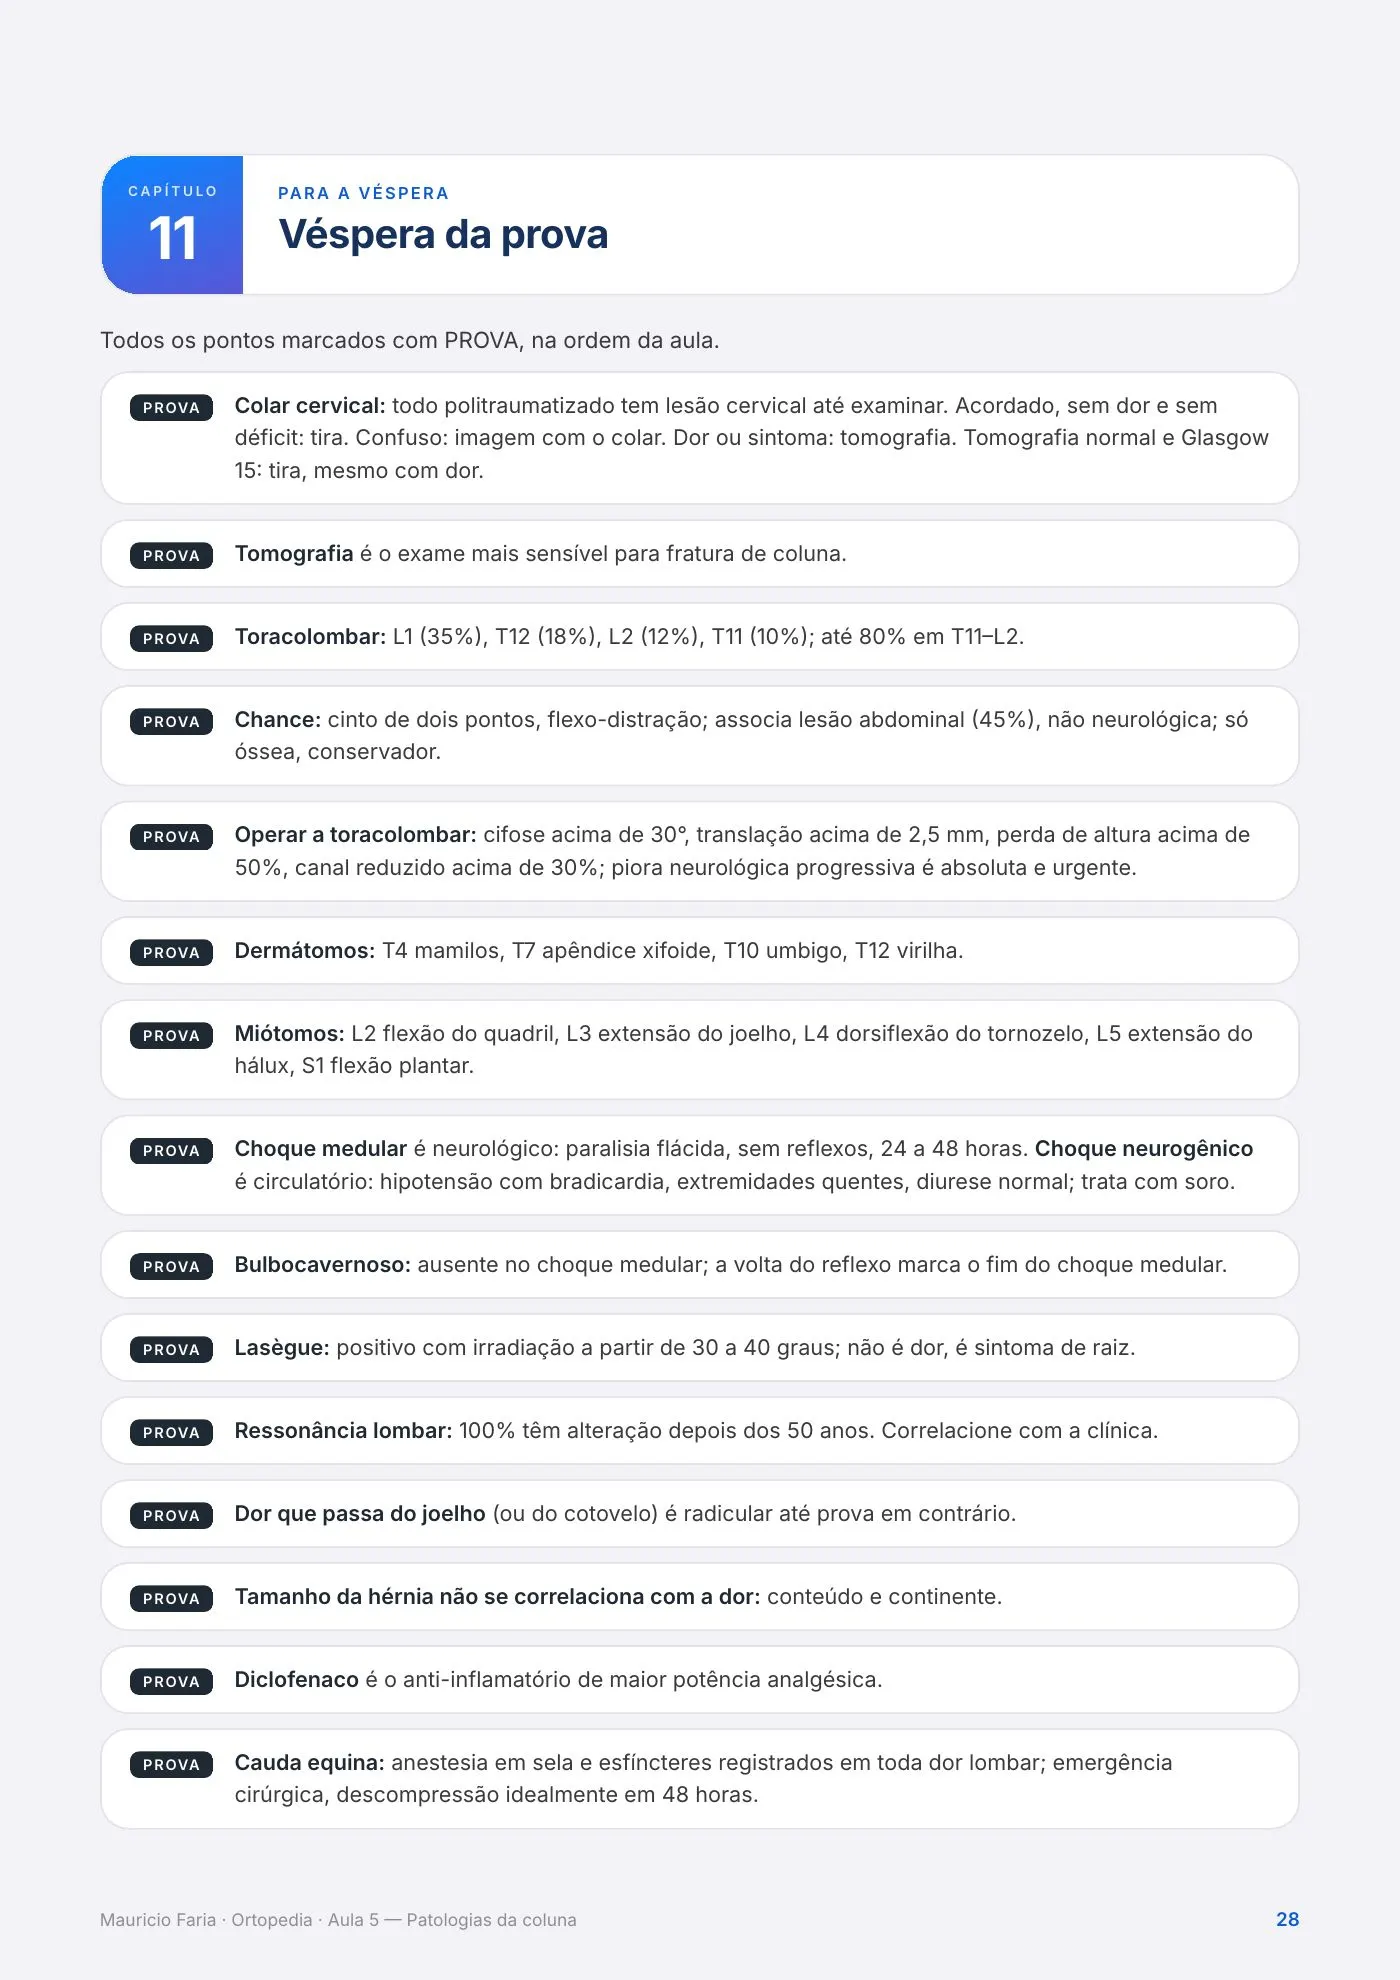 CAPÍTULO
11
PARA A VÉSPERA
Véspera da prova
Todos os pontos marcados com PROVA, na ordem da aula.
PROVA
Colar cervical: todo politraumatizado tem lesão cervical até examinar. Acordado, sem dor e sem
déficit: tira. Confuso: imagem com o colar. Dor ou sintoma: tomografia. Tomografia normal e Glasgow
15: tira, mesmo com dor.
PROVA
Tomografia é o exame mais sensível para fratura de coluna.
PROVA
Toracolombar: L1 (35%), T12 (18%), L2 (12%), T11 (10%); até 80% em T11–L2.
PROVA
Chance: cinto de dois pontos, flexo-distração; associa lesão abdominal (45%), não neurológica; só
óssea, conservador.
PROVA
Operar a toracolombar: cifose acima de 30°, translação acima de 2,5 mm, perda de altura acima de
50%, canal reduzido acima de 30%; piora neurológica progressiva é absoluta e urgente.
PROVA
Dermátomos: T4 mamilos, T7 apêndice xifoide, T10 umbigo, T12 virilha.
PROVA
Miótomos: L2 flexão do quadril, L3 extensão do joelho, L4 dorsiflexão do tornozelo, L5 extensão do
hálux, S1 flexão plantar.
PROVA
Choque medular é neurológico: paralisia flácida, sem reflexos, 24 a 48 horas. Choque neurogênico
é circulatório: hipotensão com bradicardia, extremidades quentes, diurese normal; trata com soro.
PROVA
Bulbocavernoso: ausente no choque medular; a volta do reflexo marca o fim do choque medular.
PROVA
Lasègue: positivo com irradiação a partir de 30 a 40 graus; não é dor, é sintoma de raiz.
PROVA
Ressonância lombar: 100% têm alteração depois dos 50 anos. Correlacione com a clínica.
PROVA
Dor que passa do joelho (ou do cotovelo) é radicular até prova em contrário.
PROVA
Tamanho da hérnia não se correlaciona com a dor: conteúdo e continente.
PROVA
Diclofenaco é o anti-inflamatório de maior potência analgésica.
PROVA
Cauda equina: anestesia em sela e esfíncteres registrados em toda dor lombar; emergência
cirúrgica, descompressão idealmente em 48 horas.
Mauricio Faria · Ortopedia · Aula 5 — Patologias da coluna
28